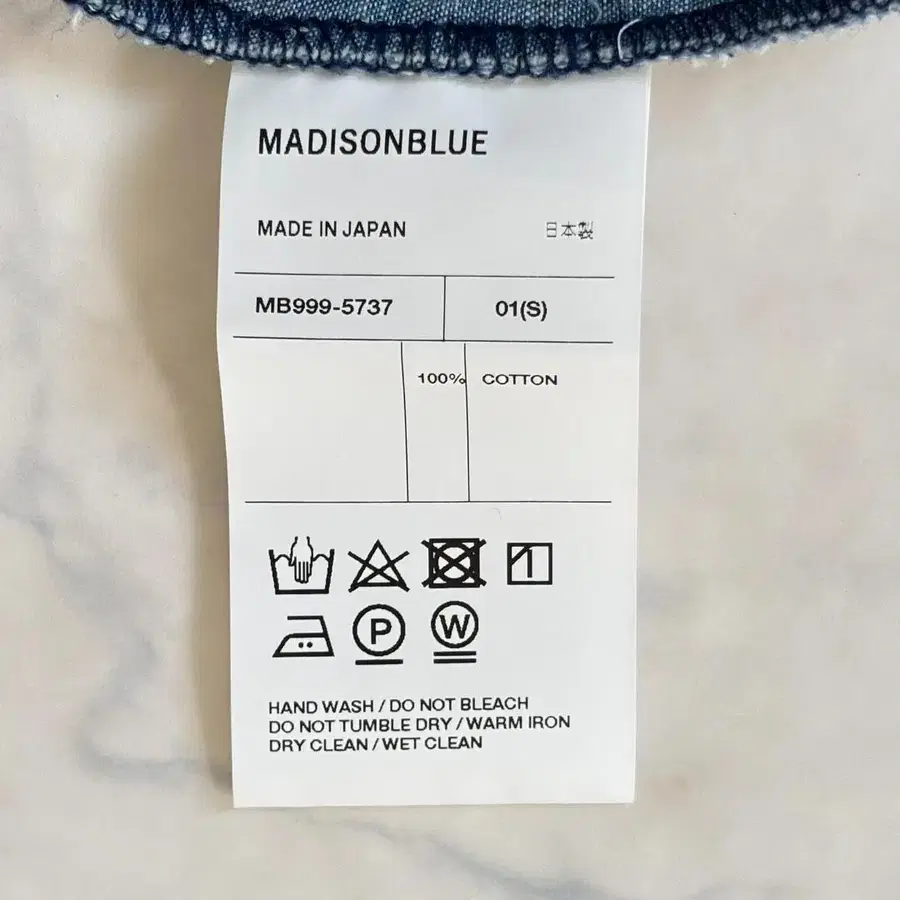 MADISONBLUE
MADE IN JAPAN 日本製
MB999-5737 01(S)
100% COTTON
P W
HAND WASH / DO NOT BLEACH
DO NOT TUMBLE DRY / WARM IRON
DRY CLEAN / WET CLEAN